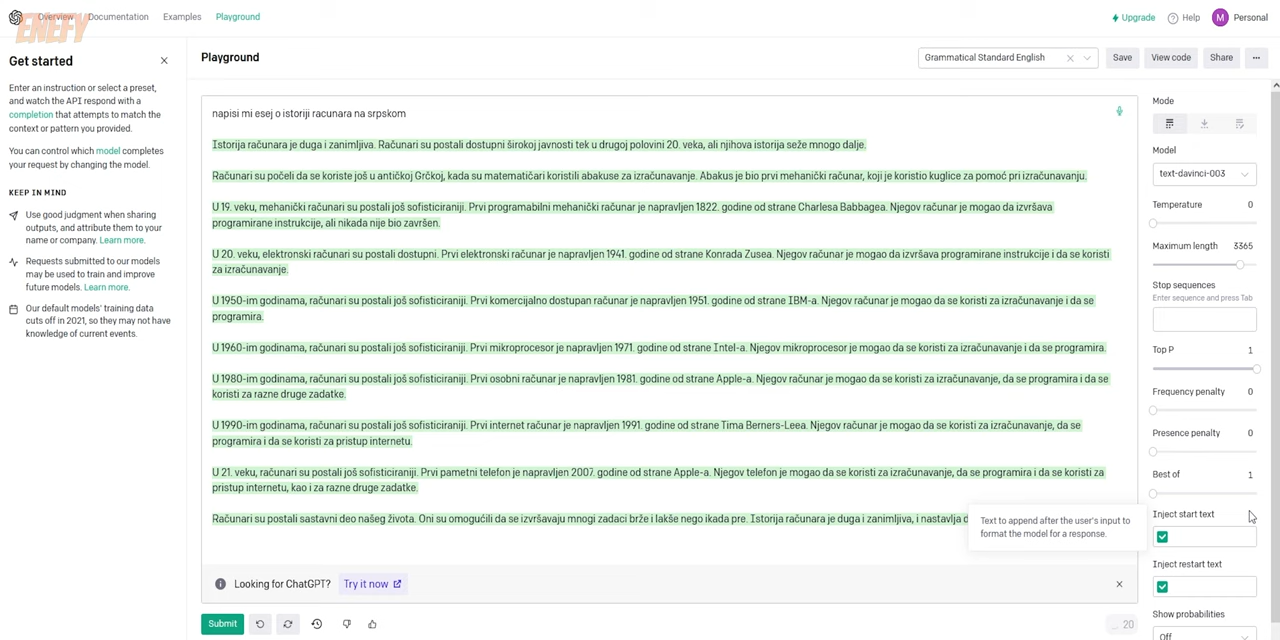 Overview Documentation Examples Playground Upgrade Help M Personal
ENEFY
Get started
Enter an instruction or select a preset,
and watch the API respond with a
completion that attempts to match the
context or pattern you provided.
You can control which model completes
your request by changing the model.
KEEP IN MIND
Use good judgment when sharing
outputs, and attribute them to your
name or company. Learn more.
Requests submitted to our models
may be used to train and improve
future models. Learn more.
Our default models' training data
cuts off in 2021, so they may not have
knowledge of current events.
Playground
Grammatical Standard English
Save View code Share ...
napisi mi esej o istoriji racunara na srpskom
Istorija računara je duga i zanimljiva. Računari su postali dostupni širokoj javnosti tek u drugoj polovini 20. veka, ali njihova istorija seže mnogo dalje.
Računari su počeli da se koriste još u antičkoj Grčkoj, kada su matematičari koristili abakuse za izračunavanje. Abakus je bio prvi mehanički računar, koji je koristio kuglice za pomoć pri izračunavanju.
U 19. veku, mehanički računari su postali još sofisticiraniji. Prvi programabilni mehanički računar je napravljen 1822. godine od strane Charlesa Babbagea. Njegov računar je mogao da izvršava
programirane instrukcije, ali nikada nije bio završen.
U 20. veku, elektronski računari su postali dostupni. Prvi elektronski računar je napravljen 1941. godine od strane Konrada Zusea. Njegov računar je mogao da izvršava programirane instrukcije i da se koristi
za izračunavanje.
U 1950-im godinama, računari su postali još sofisticiraniji. Prvi komercijalno dostupan računar je napravljen 1951. godine od strane IBM-a. Njegov računar je mogao da se koristi za izračunavanje i da se
programira.
U 1960-im godinama, računari su postali još sofisticiraniji. Prvi mikroprocesor je napravljen 1971. godine od strane Intel-a. Njegov mikroprocesor je mogao da se koristi za izračunavanje i da se programira.
U 1980-im godinama, računari su postali još sofisticiraniji. Prvi osobni računar je napravljen 1981. godine od strane Apple-a. Njegov računar je mogao da se koristi za izračunavanje, da se programira i da se
koristi za razne druge zadatke.
U 1990-im godinama, računari su postali još sofisticiraniji. Prvi internet računar je napravljen 1991. godine od strane Tima Berners-Leea. Njegov računar je mogao da se koristi za izračunavanje, da se
programira i da se koristi za pristup internetu.
U 21. veku, računari su postali još sofisticiraniji. Prvi pametni telefon je napravljen 2007. godine od strane Apple-a. Njegov telefon je mogao da se koristi za izračunavanje, da se programira i da se koristi za
pristup internetu, kao i za razne druge zadatke.
Računari su postali sastavni deo našeg života. Oni su omogućili da se izvršavaju mnogi zadaci brže i lakše nego ikada pre. Istorija računara je duga i zanimljiva, i nastavlja
Text to append after the user's input to
format the model for a response.
Looking for ChatGPT? Try it now
Submit
... 20
Mode
Model
text-davinci-003
Temperature 0
Maximum length 3365
Stop sequences
Enter sequence and press Tab
Top P 1
Frequency penalty 0
Presence penalty 0
Best of 1
Inject start text
Inject restart text
Show probabilities
Off